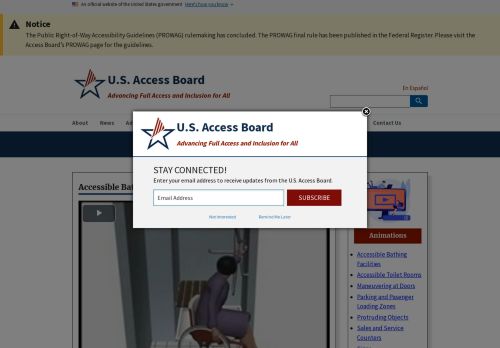 An official website of the United States government Here's how you know
Notice
The Public Right-of-Way Accessibility Guidelines (PROWAG) rulemaking has concluded. The PROWAG final rule has been published in the Federal Register. Please visit the
Access Board's PROWAG page for the guidelines.
U.S. Access Board
Advancing Full Access and Inclusion for All
En Español
About News Contact Us
U.S. Access Board
Advancing Full Access and Inclusion for All
STAY CONNECTED!
Enter your email address to receive updates from the U.S. Access Board.
Email Address SUBSCRIBE
Not Interested Remind Me Later
Accessible
Animations
Accessible Bathing
Facilities
Accessible Toilet Rooms
Maneuvering at Doors
Parking and Passenger
Loading Zones
Protruding Objects
Sales and Service
Counters